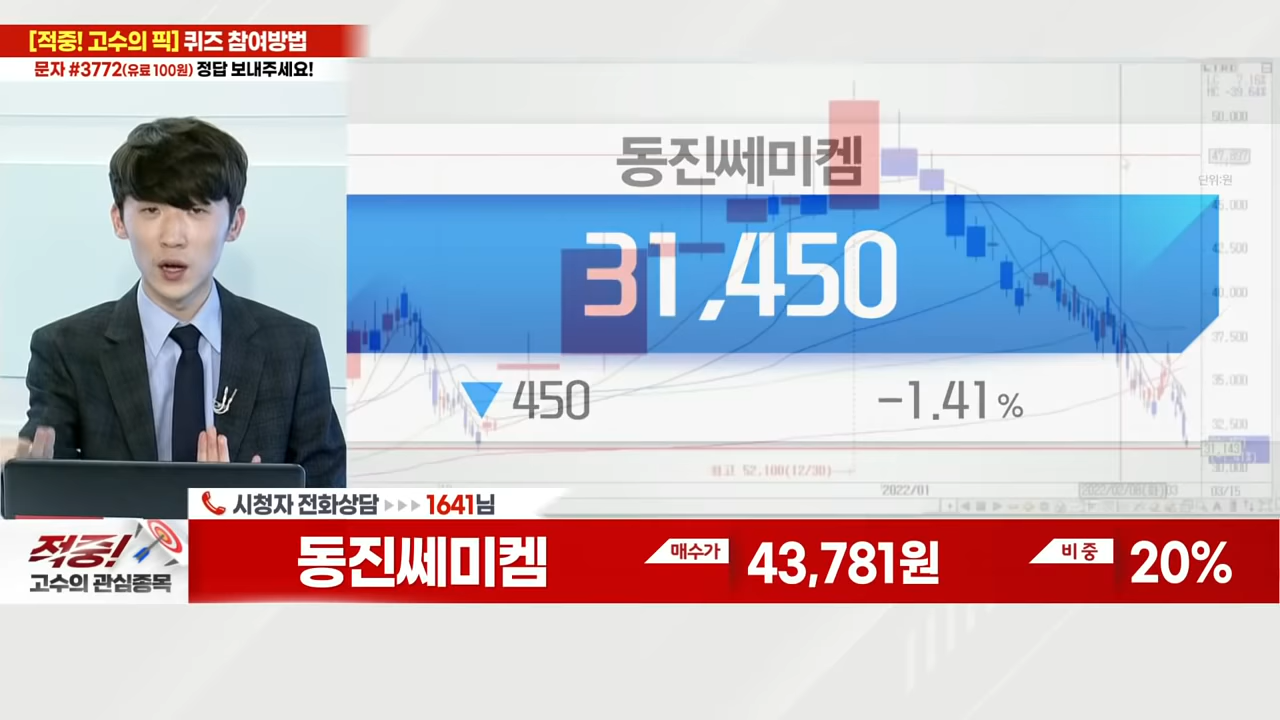 [적중! 고수의 픽] 퀴즈 참여방법
문자 #3772(유료 100원) 정답 보내주세요!
동진쎄미켐
단위:원
31,450
▼ 450
-1.41 %
50,000
47,897
45,000
42,500
40,000
37,500
35,000
32,500
30,000
최고 52,100(12/30)
2022/01
03/15
시청자 전화상담 ▷▷▷ 1641님
적중!
고수의 관심종목
동진쎄미켐
매수가
43,781원
비중
20%